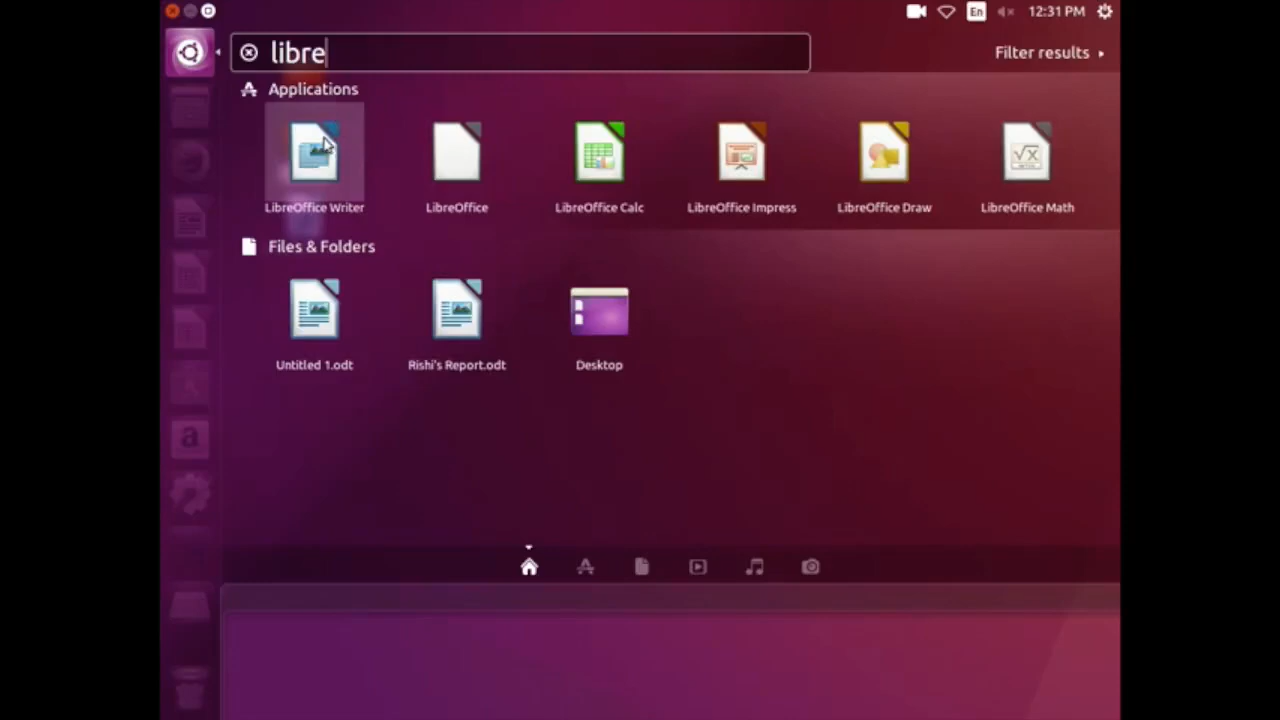 En 12:31 PM
libre
Filter results
Applications
LibreOffice Writer LibreOffice LibreOffice Calc LibreOffice Impress LibreOffice Draw LibreOffice Math
Files & Folders
Untitled 1.odt Rishi's Report.odt Desktop